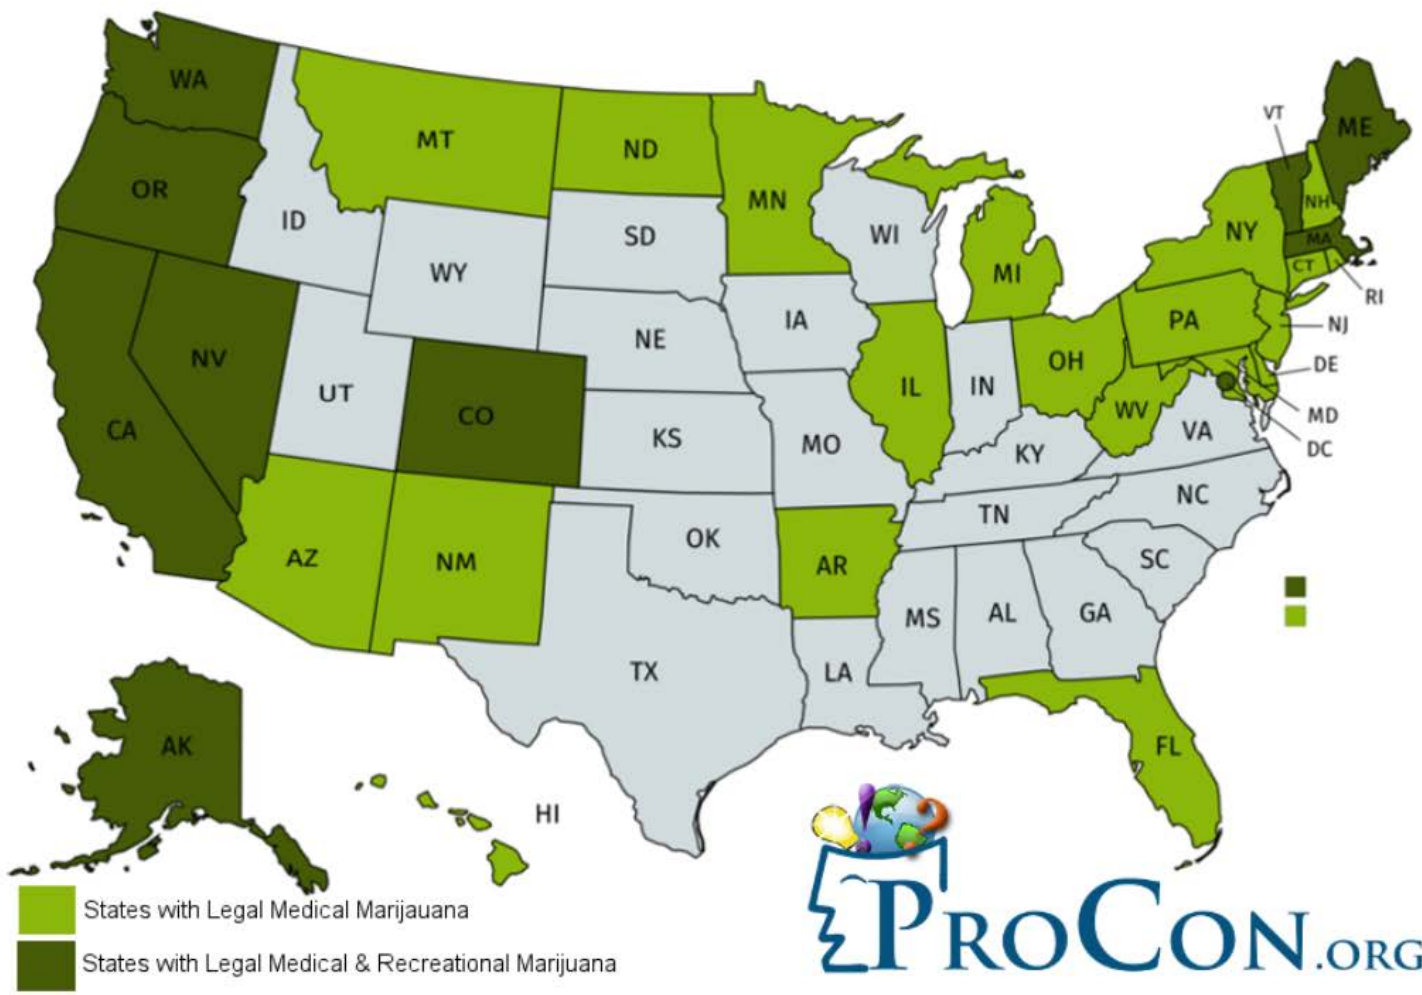 WA
VT
ME
MT
ND
OR
MN
NH
ID
SD
WI
NY
MA
WY
MI
CT
RI
IA
PA
NJ
NE
NV
OH
DE
UT
IL
IN
CO
WV
MD
CA
KS
MO
VA
DC
KY
NC
TN
OK
AZ
NM
AR
SC
MS
AL
GA
TX
LA
AK
FL
HI
States with Legal Medical Marijauana
States with Legal Medical & Recreational Marijuana
PROCON.ORG